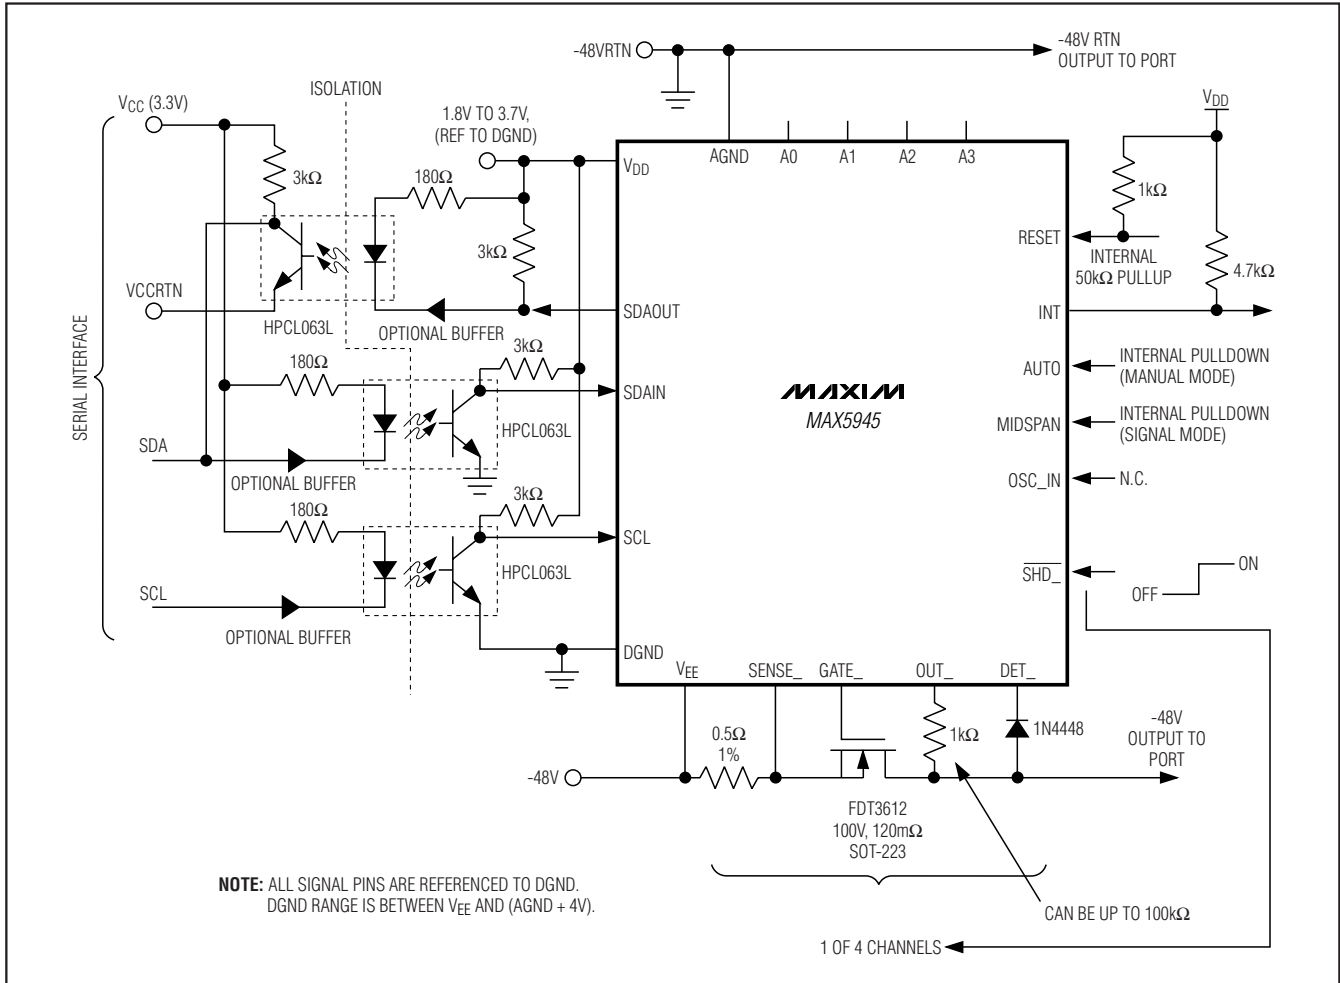 -48VRTN
-48V RTN
OUTPUT TO PORT
ISOLATION
VCC (3.3V)
1.8V TO 3.7V,
(REF TO DGND)
VDD
AGND
A0
A1
A2
A3
VDD
180Ω
3kΩ
3kΩ
1kΩ
RESET
INTERNAL
50kΩ PULLUP
4.7kΩ
VCCRTN
HPCL063L
OPTIONAL BUFFER
SDAOUT
INT
SERIAL INTERFACE
180Ω
3kΩ
SDAIN
MAXIM
MAX5945
AUTO
INTERNAL PULLDOWN
(MANUAL MODE)
MIDSPAN
INTERNAL PULLDOWN
(SIGNAL MODE)
SDA
HPCL063L
OPTIONAL BUFFER
OSC_IN
N.C.
180Ω
3kΩ
SCL
HPCL063L
SHD_
ON
OFF
SCL
OPTIONAL BUFFER
DGND
VEE
SENSE_
GATE_
OUT_
DET_
0.5Ω
1%
1kΩ
1N4448
-48V
OUTPUT TO
PORT
-48V
FDT3612
100V, 120mΩ
SOT-223
NOTE: ALL SIGNAL PINS ARE REFERENCED TO DGND.
DGND RANGE IS BETWEEN VEE AND (AGND + 4V).
CAN BE UP TO 100kΩ
1 OF 4 CHANNELS